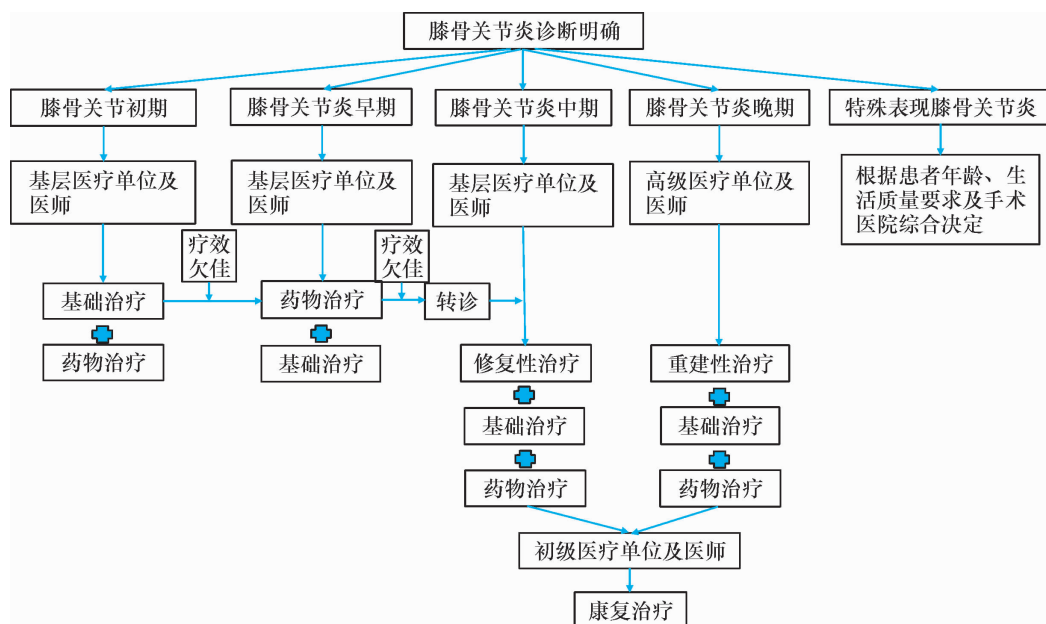 膝骨关节炎诊断明确
膝骨关节初期
膝骨关节炎早期
膝骨关节炎中期
膝骨关节炎晚期
特殊表现膝骨关节炎
基层医疗单位及
医师
基层医疗单位及
医师
基层医疗单位及
医师
高级医疗单位及
医师
根据患者年龄、生
活质量要求及手术
医院综合决定
疗效
欠佳
疗效
欠佳
基础治疗
药物治疗
转诊
药物治疗
基础治疗
修复性治疗
重建性治疗
基础治疗
基础治疗
药物治疗
药物治疗
初级医疗单位及医师
康复治疗